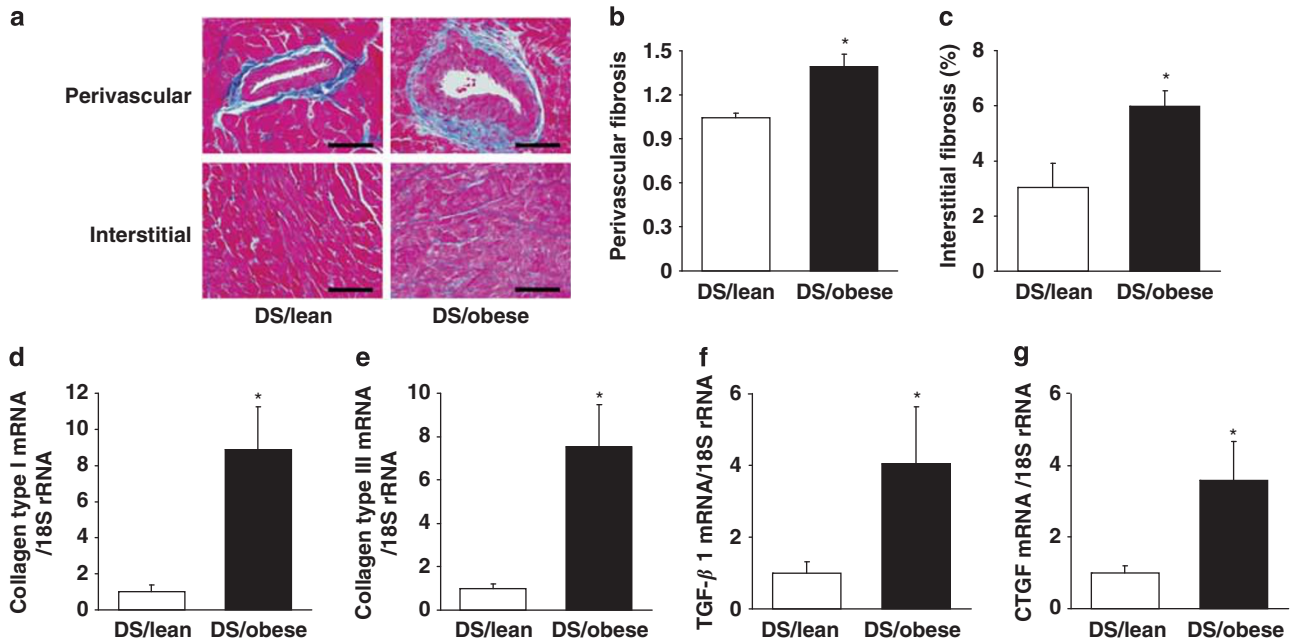 a
Perivascular
Interstitial
DS/lean
DS/obese
b
Perivascular fibrosis
1.5
1.2
0.9
0.6
0.3
0
*
DS/lean
DS/obese
c
Interstitial fibrosis (%)
8
6
4
2
0
*
DS/lean
DS/obese
d
Collagen type I mRNA
/18S rRNA
12
10
8
6
4
2
0
*
DS/lean
DS/obese
e
Collagen type III mRNA
/18S rRNA
10
8
6
4
2
0
*
DS/lean
DS/obese
f
TGF-β 1 mRNA/18S rRNA
6
4
2
0
*
DS/lean
DS/obese
g
CTGF mRNA /18S rRNA
6
4
2
0
*
DS/lean
DS/obese